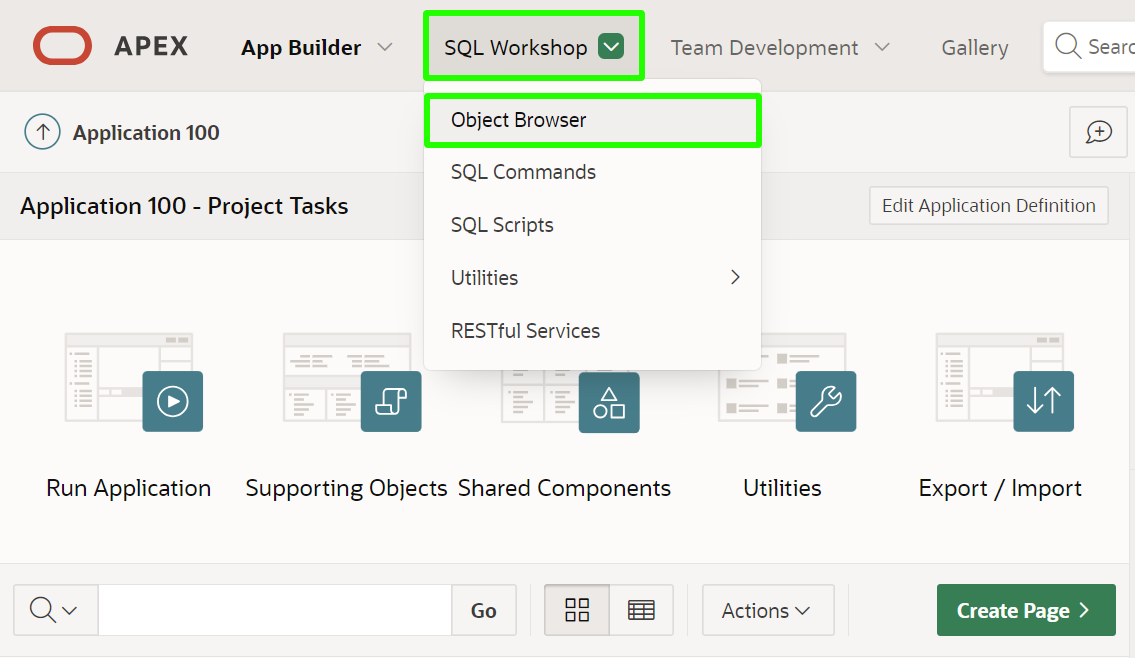 APEX App Builder SQL Workshop Team Development Gallery
Application 100
Object Browser
SQL Commands
SQL Scripts
Utilities
RESTful Services
Application 100 - Project Tasks
Edit Application Definition
Run Application
Supporting Objects
Shared Components
Utilities
Export / Import
Go
Actions
Create Page